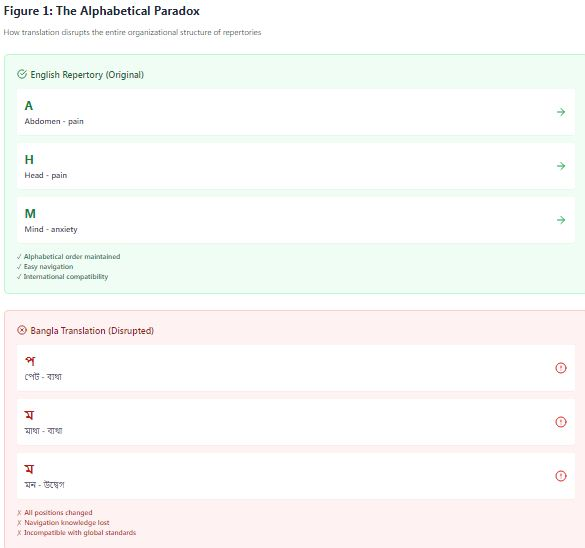 Figure 1: The Alphabetical Paradox
How translation disrupts the entire organizational structure of repertories
English Repertory (Original)
A
Abdomen - pain
H
Head - pain
M
Mind - anxiety
✓ Alphabetical order maintained
✓ Easy navigation
✓ International compatibility
Bangla Translation (Disrupted)
প
পেট - ব্যথা
ম
মাথা - ব্যথা
ম
মন - উদ্বেগ
✗ All positions changed
✗ Navigation knowledge lost
✗ Incompatible with global standards